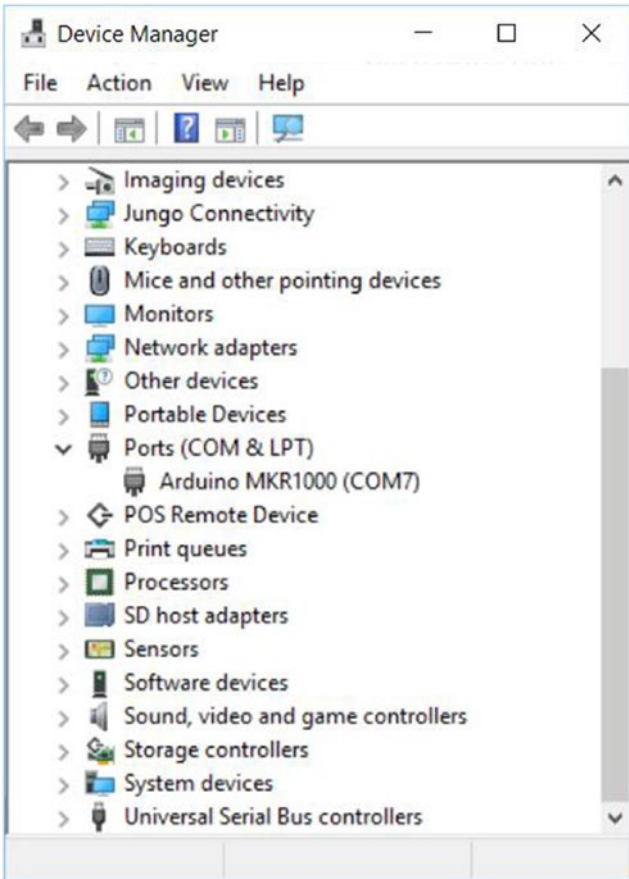 Device Manager
File Action View Help
Imaging devices
Jungo Connectivity
Keyboards
Mice and other pointing devices
Monitors
Network adapters
Other devices
Portable Devices
Ports (COM & LPT)
Arduino MKR1000 (COM7)
POS Remote Device
Print queues
Processors
SD host adapters
Sensors
Software devices
Sound, video and game controllers
Storage controllers
System devices
Universal Serial Bus controllers